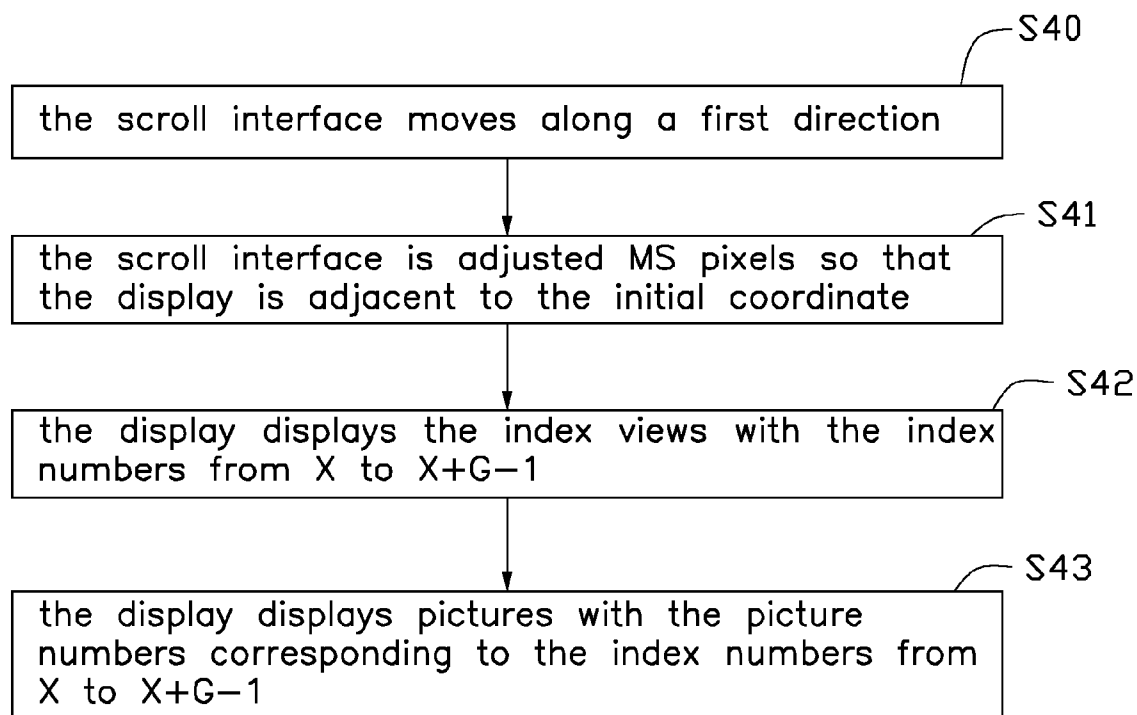 S40
the scroll interface moves along a first direction
S41
the scroll interface is adjusted MS pixels so that
the display is adjacent to the initial coordinate
S42
the display displays the index views with the index
numbers from X to X+G−1
S43
the display displays pictures with the picture
numbers corresponding to the index numbers from
X to X+G−1